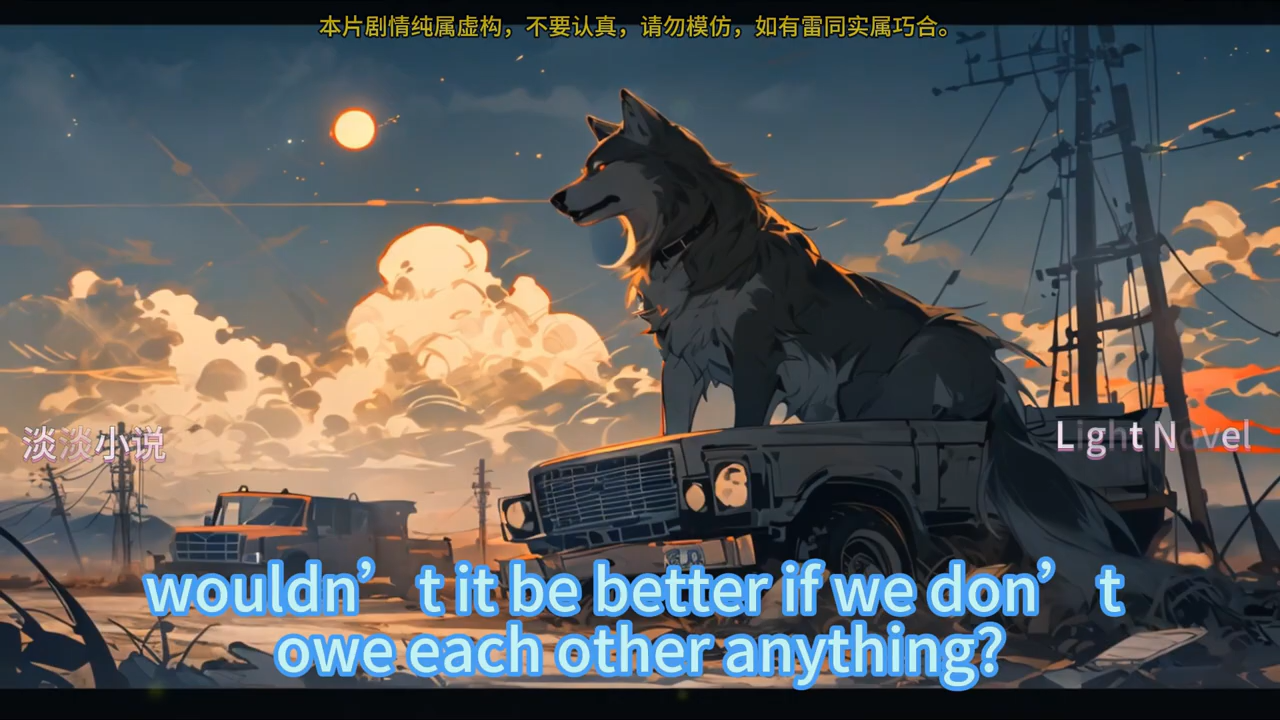 本片剧情纯属虚构，不要认真，请勿模仿，如有雷同实属巧合。
淡淡小说
Light Novel
wouldn’t it be better if we don’t
owe each other anything?